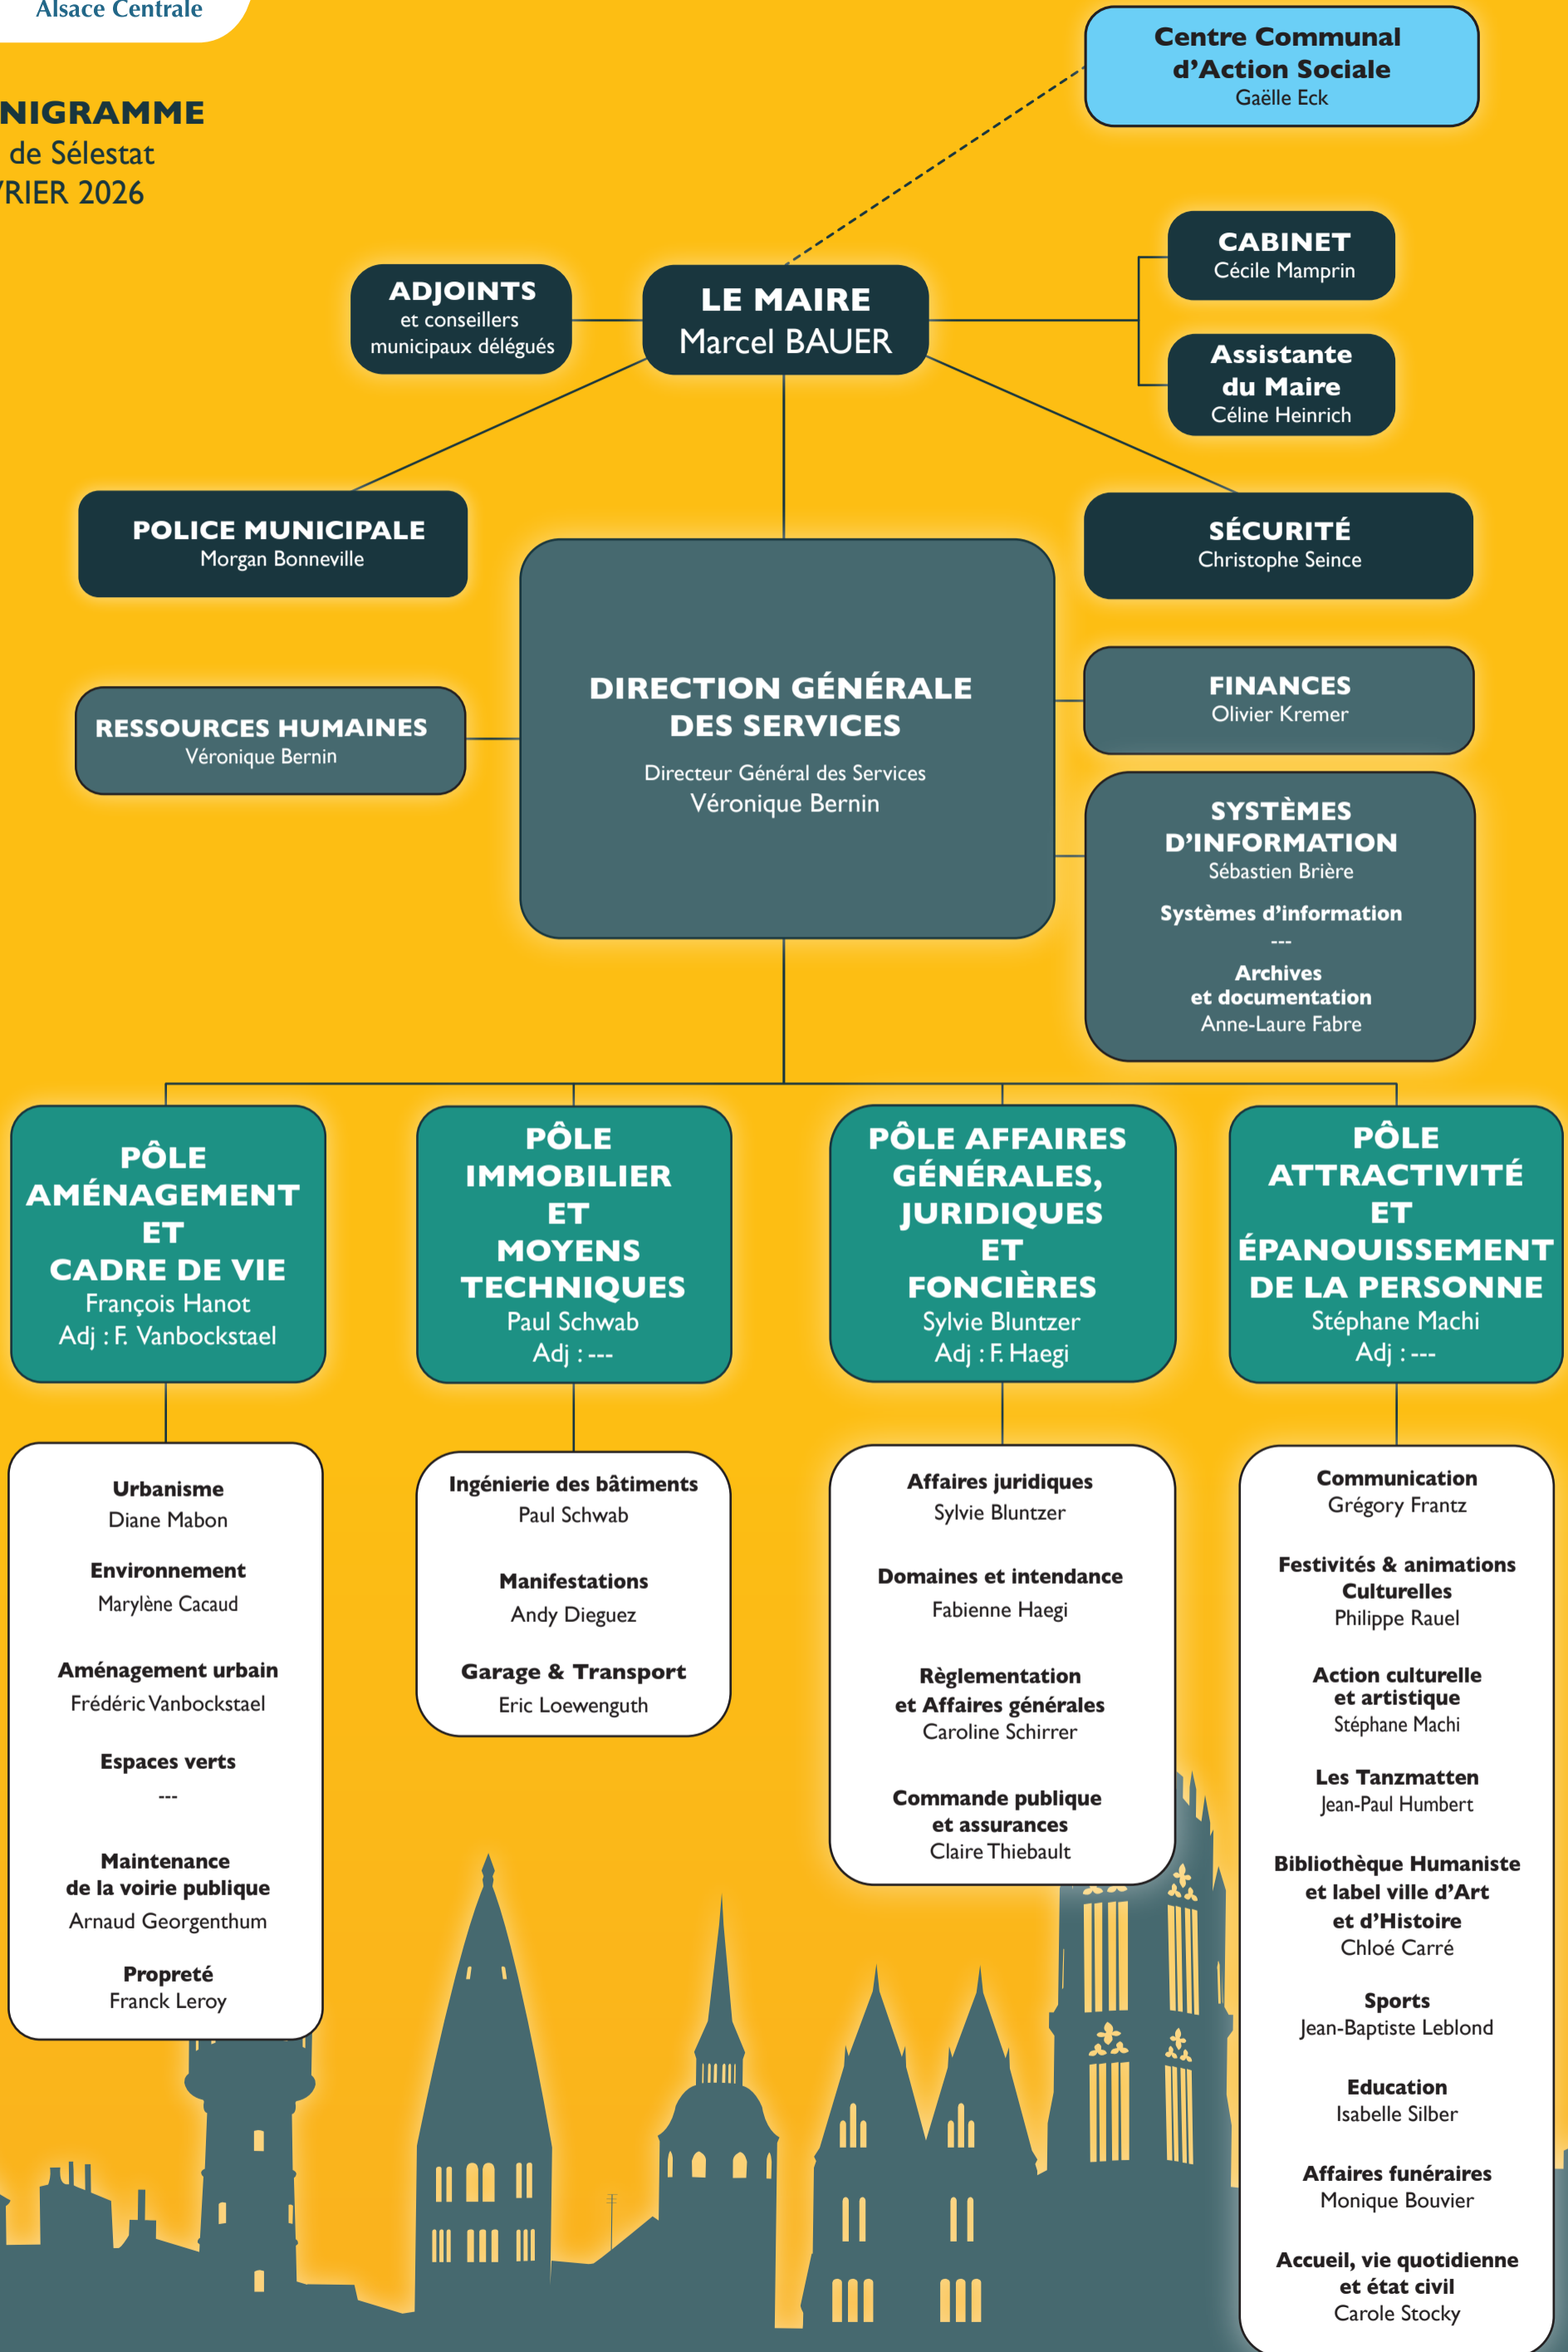 Alsace Centrale
NIGRAMME
de Sélestat
VRIER 2026
Centre Communal
d'Action Sociale
Gaëlle Eck
CABINET
Cécile Mamprin
ADJOINTS
et conseillers
municipaux délégués
LE MAIRE
Marcel BAUER
Assistante
du Maire
Céline Heinrich
POLICE MUNICIPALE
Morgan Bonneville
SÉCURITÉ
Christophe Seince
RESSOURCES HUMAINES
Véronique Bernin
DIRECTION GÉNÉRALE
DES SERVICES
Directeur Général des Services
Véronique Bernin
FINANCES
Olivier Kremer
SYSTÈMES
D'INFORMATION
Sébastien Brière
Systèmes d'information
---
Archives
et documentation
Anne-Laure Fabre
PÔLE
AMÉNAGEMENT
ET
CADRE DE VIE
François Hanot
Adj : F. Vanbockstael
PÔLE
IMMOBILIER
ET
MOYENS
TECHNIQUES
Paul Schwab
Adj : ---
PÔLE AFFAIRES
GÉNÉRALES,
JURIDIQUES
ET
FONCIÈRES
Sylvie Bluntzer
Adj : F. Haegi
PÔLE
ATTRACTIVITÉ
ET
ÉPANOUISSEMENT
DE LA PERSONNE
Stéphane Machi
Adj : ---
Urbanisme
Diane Mabon
Environnement
Marylène Cacaud
Aménagement urbain
Frédéric Vanbockstael
Espaces verts
---
Maintenance
de la voirie publique
Arnaud Georgenthum
Propreté
Franck Leroy
Ingénierie des bâtiments
Paul Schwab
Manifestations
Andy Dieguez
Garage & Transport
Eric Loewenguth
Affaires juridiques
Sylvie Bluntzer
Domaines et intendance
Fabienne Haegi
Règlementation
et Affaires générales
Caroline Schirrer
Commande publique
et assurances
Claire Thiebault
Communication
Grégory Frantz
Festivités & animations
Culturelles
Philippe Rauel
Action culturelle
et artistique
Stéphane Machi
Les Tanzmatten
Jean-Paul Humbert
Bibliothèque Humaniste
et label ville d'Art
et d'Histoire
Chloé Carré
Sports
Jean-Baptiste Leblond
Education
Isabelle Silber
Affaires funéraires
Monique Bouvier
Accueil, vie quotidienne
et état civil
Carole Stocky